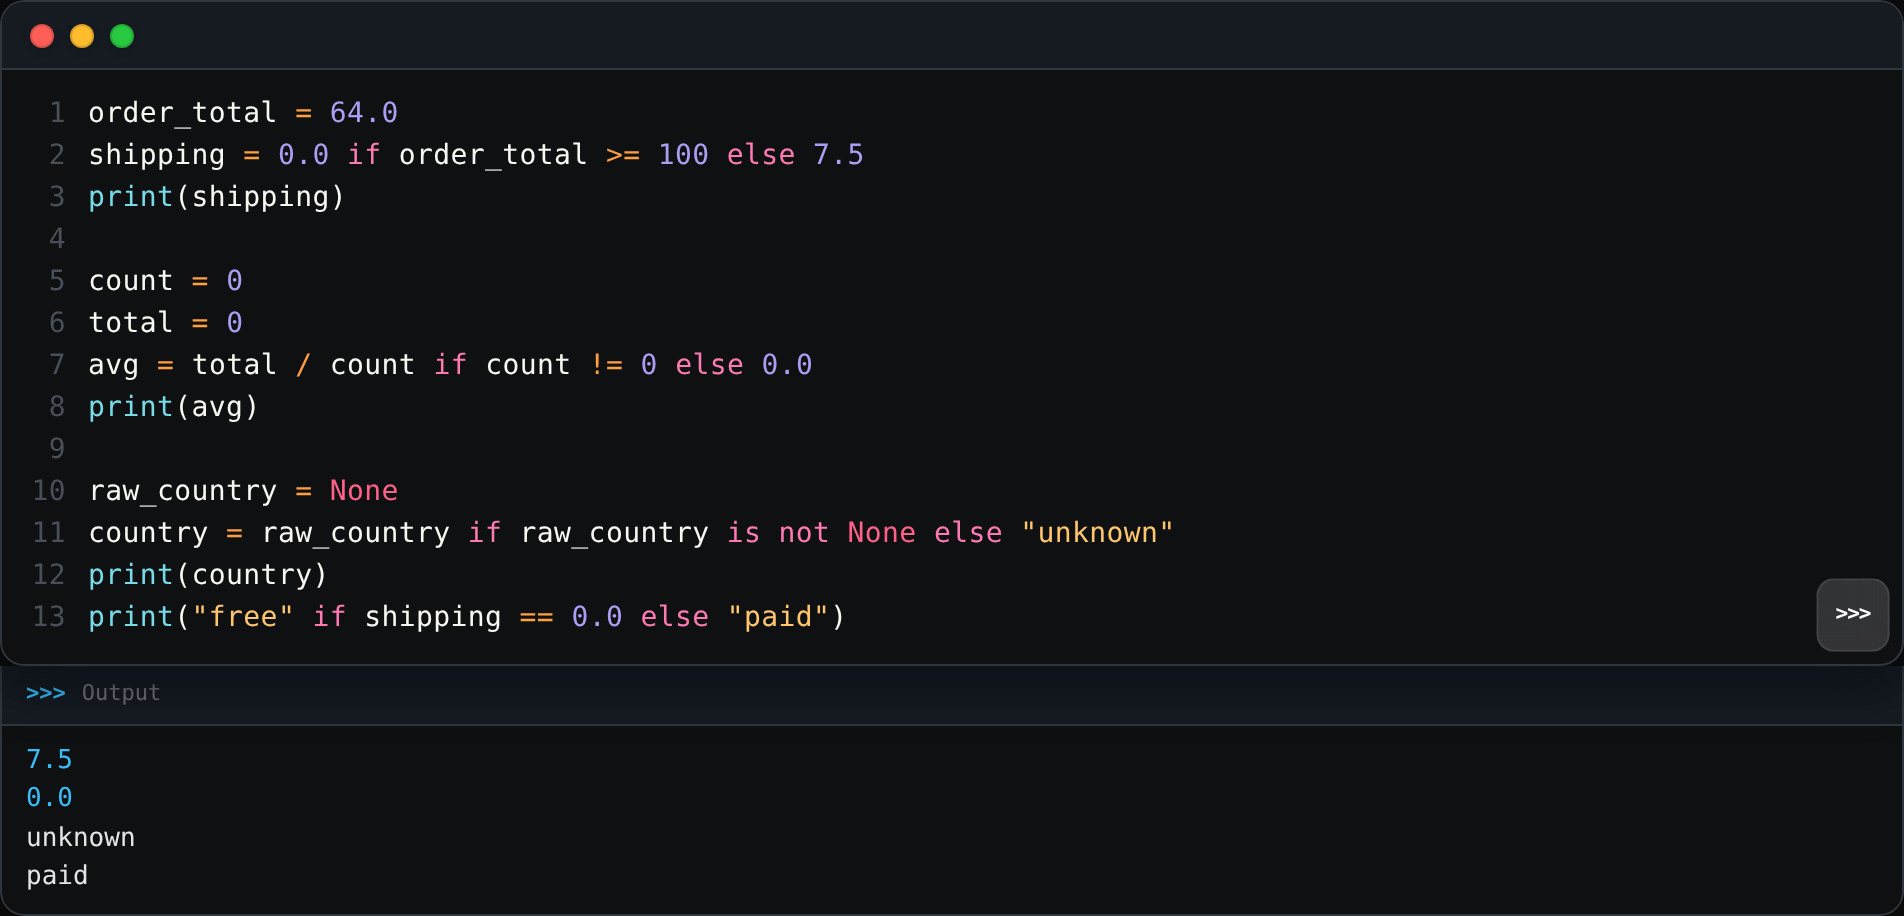 1 order_total = 64.0
2 shipping = 0.0 if order_total >= 100 else 7.5
3 print(shipping)
4
5 count = 0
6 total = 0
7 avg = total / count if count != 0 else 0.0
8 print(avg)
9
10 raw_country = None
11 country = raw_country if raw_country is not None else "unknown"
12 print(country)
13 print("free" if shipping == 0.0 else "paid")
>>>
>>> Output
7.5
0.0
unknown
paid